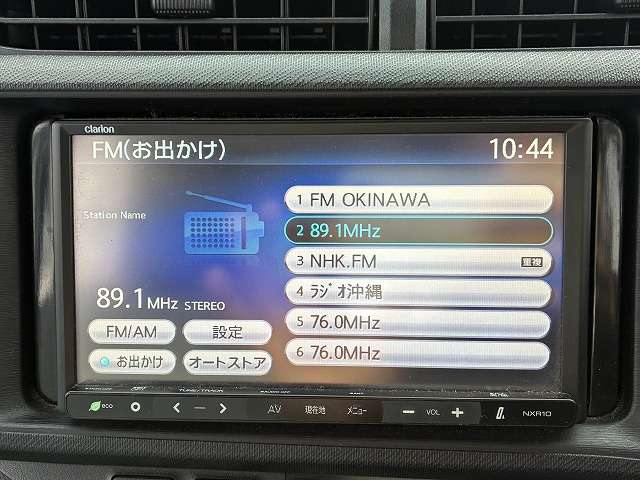 clarion
FM(お出かけ) 10:44
Station Name
1 FM OKINAWA
2 89.1MHz
3 NHK.FM 重複
4 ラジオ沖縄
5 76.0MHz
6 76.0MHz
89.1MHz STEREO
FM/AM 設定
お出かけ オートストア
TUNE/TRACK
eco AV 現在地 メニュー VOL NXR10